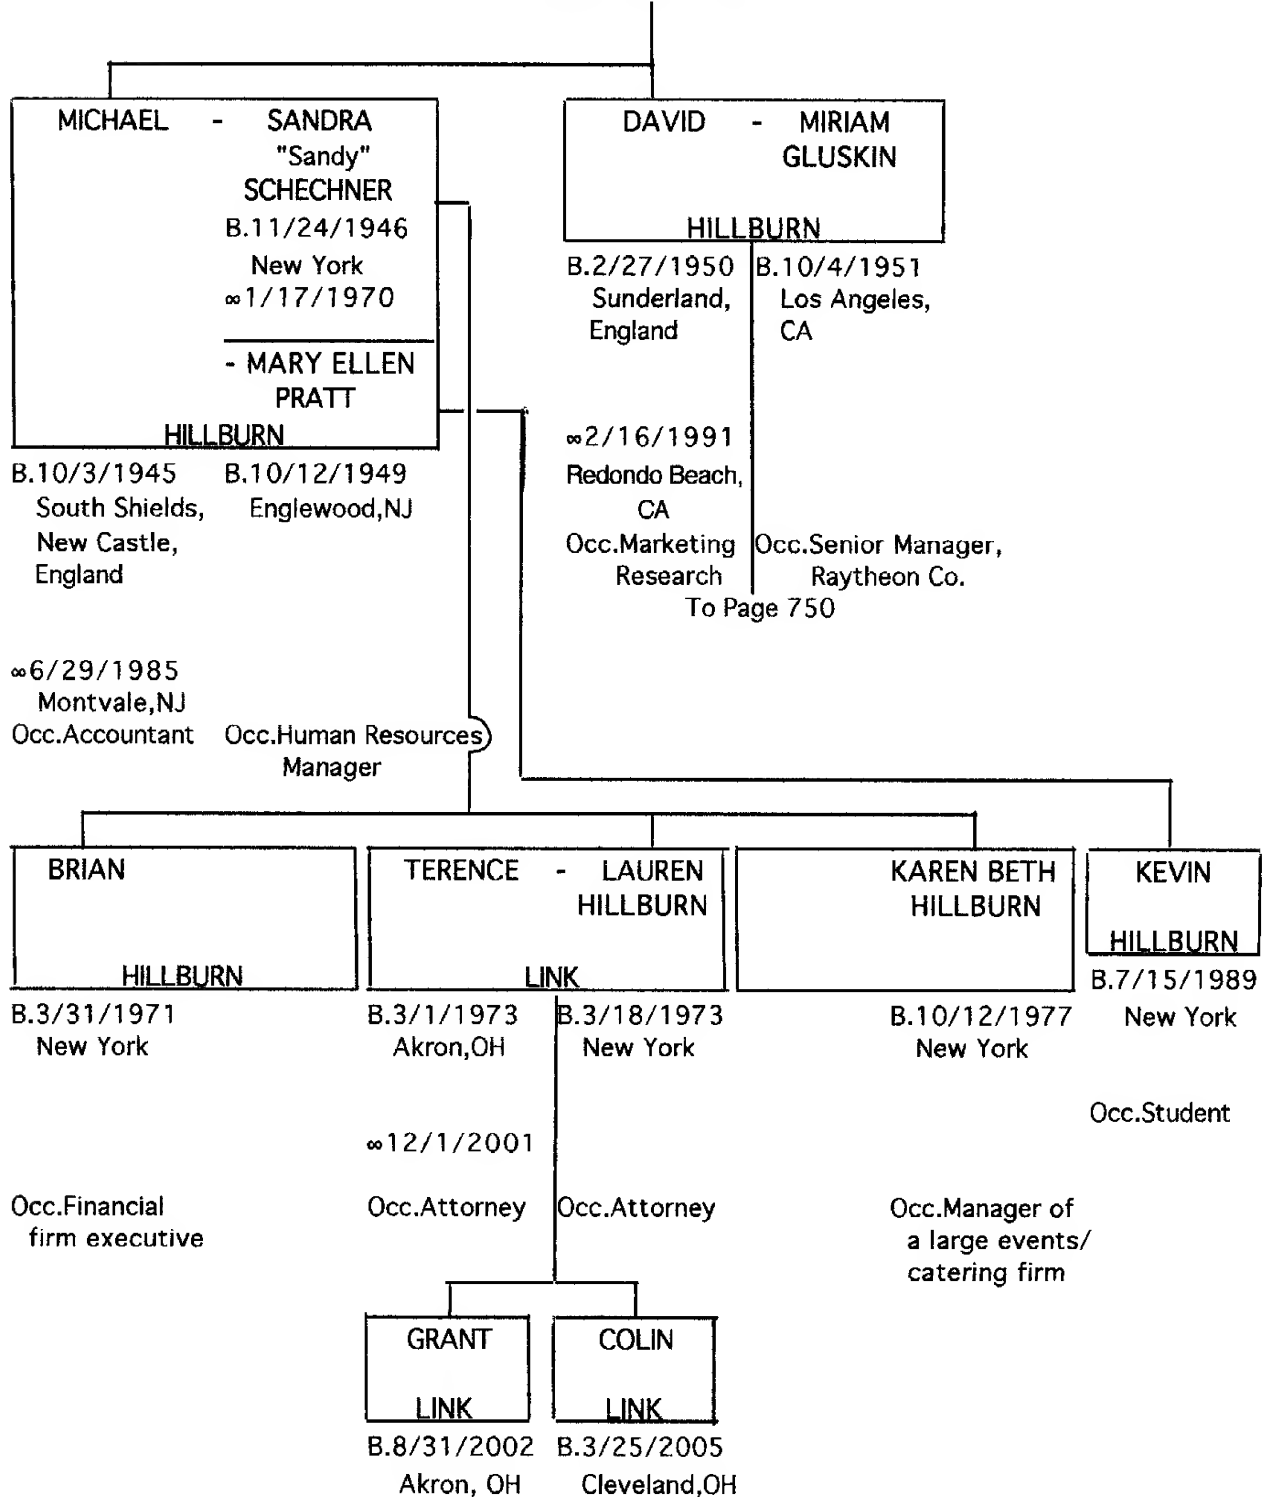 MICHAEL - SANDRA
"Sandy"
SCHECHNER
B.11/24/1946
New York
∞1/17/1970
- MARY ELLEN
PRATT
HILLBURN
B.10/3/1945 B.10/12/1949
South Shields, Englewood,NJ
New Castle,
England
∞6/29/1985
Montvale,NJ
Occ.Accountant Occ.Human Resources
Manager
DAVID - MIRIAM
GLUSKIN
HILLBURN
B.2/27/1950 B.10/4/1951
Sunderland, Los Angeles,
England CA
∞2/16/1991
Redondo Beach,
CA
Occ.Marketing Occ.Senior Manager,
Research Raytheon Co.
To Page 750
BRIAN
HILLBURN
B.3/31/1971
New York
Occ.Financial
firm executive
TERENCE - LAUREN
HILLBURN
LINK
B.3/1/1973 B.3/18/1973
Akron,OH New York
∞12/1/2001
Occ.Attorney Occ.Attorney
KAREN BETH
HILLBURN
B.10/12/1977
New York
Occ.Manager of
a large events/
catering firm
KEVIN
HILLBURN
B.7/15/1989
New York
Occ.Student
GRANT
LINK
B.8/31/2002
Akron, OH
COLIN
LINK
B.3/25/2005
Cleveland,OH